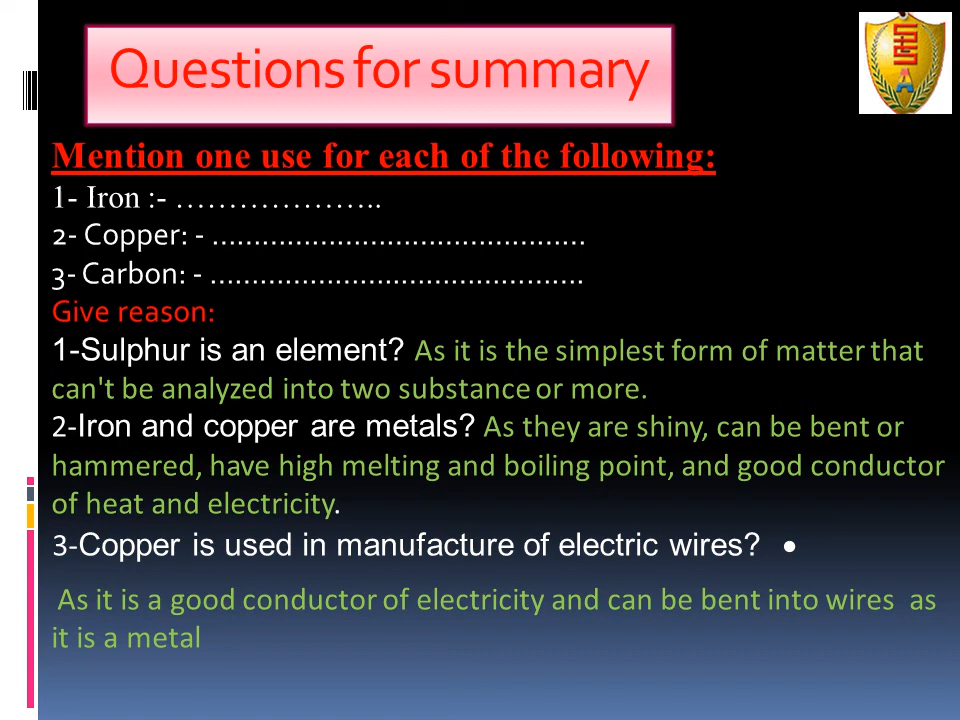 Questions for summary
Mention one use for each of the following:
1- Iron :- ………………..
2- Copper: - .............................................
3- Carbon: - .............................................
Give reason:
1-Sulphur is an element? As it is the simplest form of matter that
can't be analyzed into two substance or more.
2-Iron and copper are metals? As they are shiny, can be bent or
hammered, have high melting and boiling point, and good conductor
of heat and electricity.
3-Copper is used in manufacture of electric wires? •
As it is a good conductor of electricity and can be bent into wires as
it is a metal